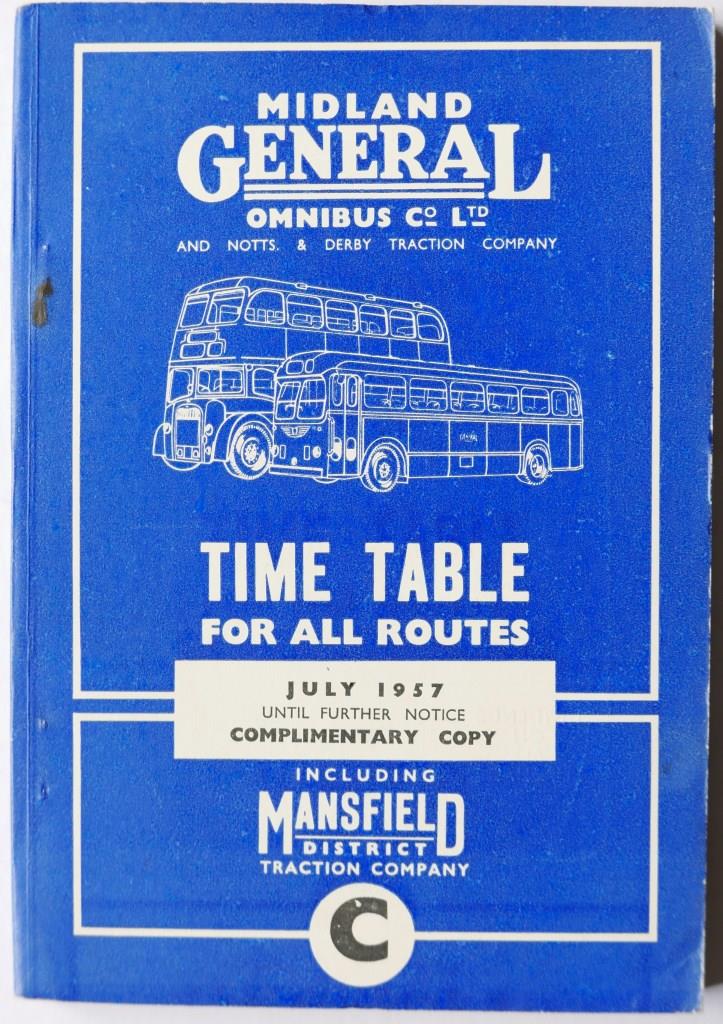 MIDLAND
GENERAL
OMNIBUS Cº LTD
AND NOTTS. & DERBY TRACTION COMPANY
TIME TABLE
FOR ALL ROUTES
JULY 1957
UNTIL FURTHER NOTICE
COMPLIMENTARY COPY
INCLUDING
MANSFIELD
DISTRICT
TRACTION COMPANY
C